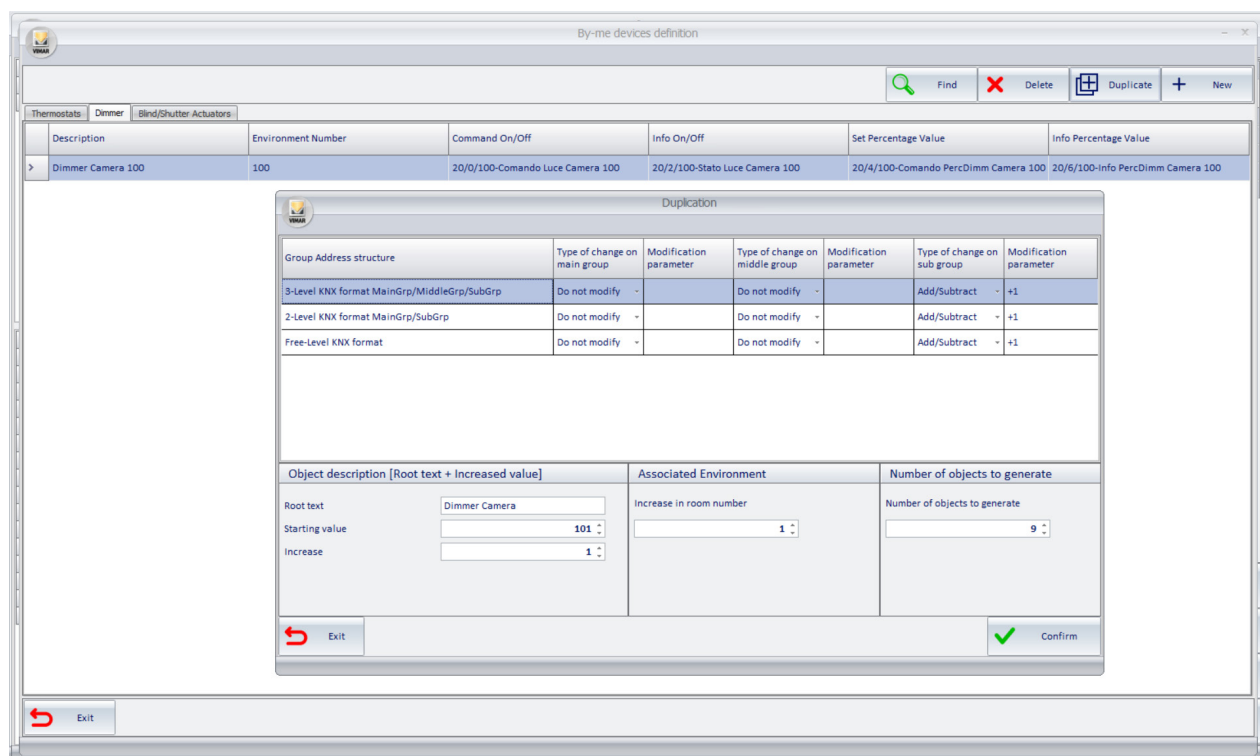 By-me devices definition
VIMAR
Find Delete Duplicate New
Thermostats Dimmer Blind/Shutter Actuators
Description Environment Number Command On/Off Info On/Off Set Percentage Value Info Percentage Value
Dimmer Camera 100 100 20/0/100-Comando Luce Camera 100 20/2/100-Stato Luce Camera 100 20/4/100-Comando PercDimm Camera 100 20/6/100-Info PercDimm Camera 100
Duplication
VIMAR
Group Address structure Type of change on main group Modification parameter Type of change on middle group Modification parameter Type of change on sub group Modification parameter
3-Level KNX format MainGrp/MiddleGrp/SubGrp Do not modify Do not modify Add/Subtract +1
2-Level KNX format MainGrp/SubGrp Do not modify Do not modify Add/Subtract +1
Free-Level KNX format Do not modify Do not modify Add/Subtract +1
Object description [Root text + Increased value] Associated Environment Number of objects to generate
Root text Dimmer Camera Increase in room number Number of objects to generate
Starting value 101 1 9
Increase 1
Exit Confirm
Exit